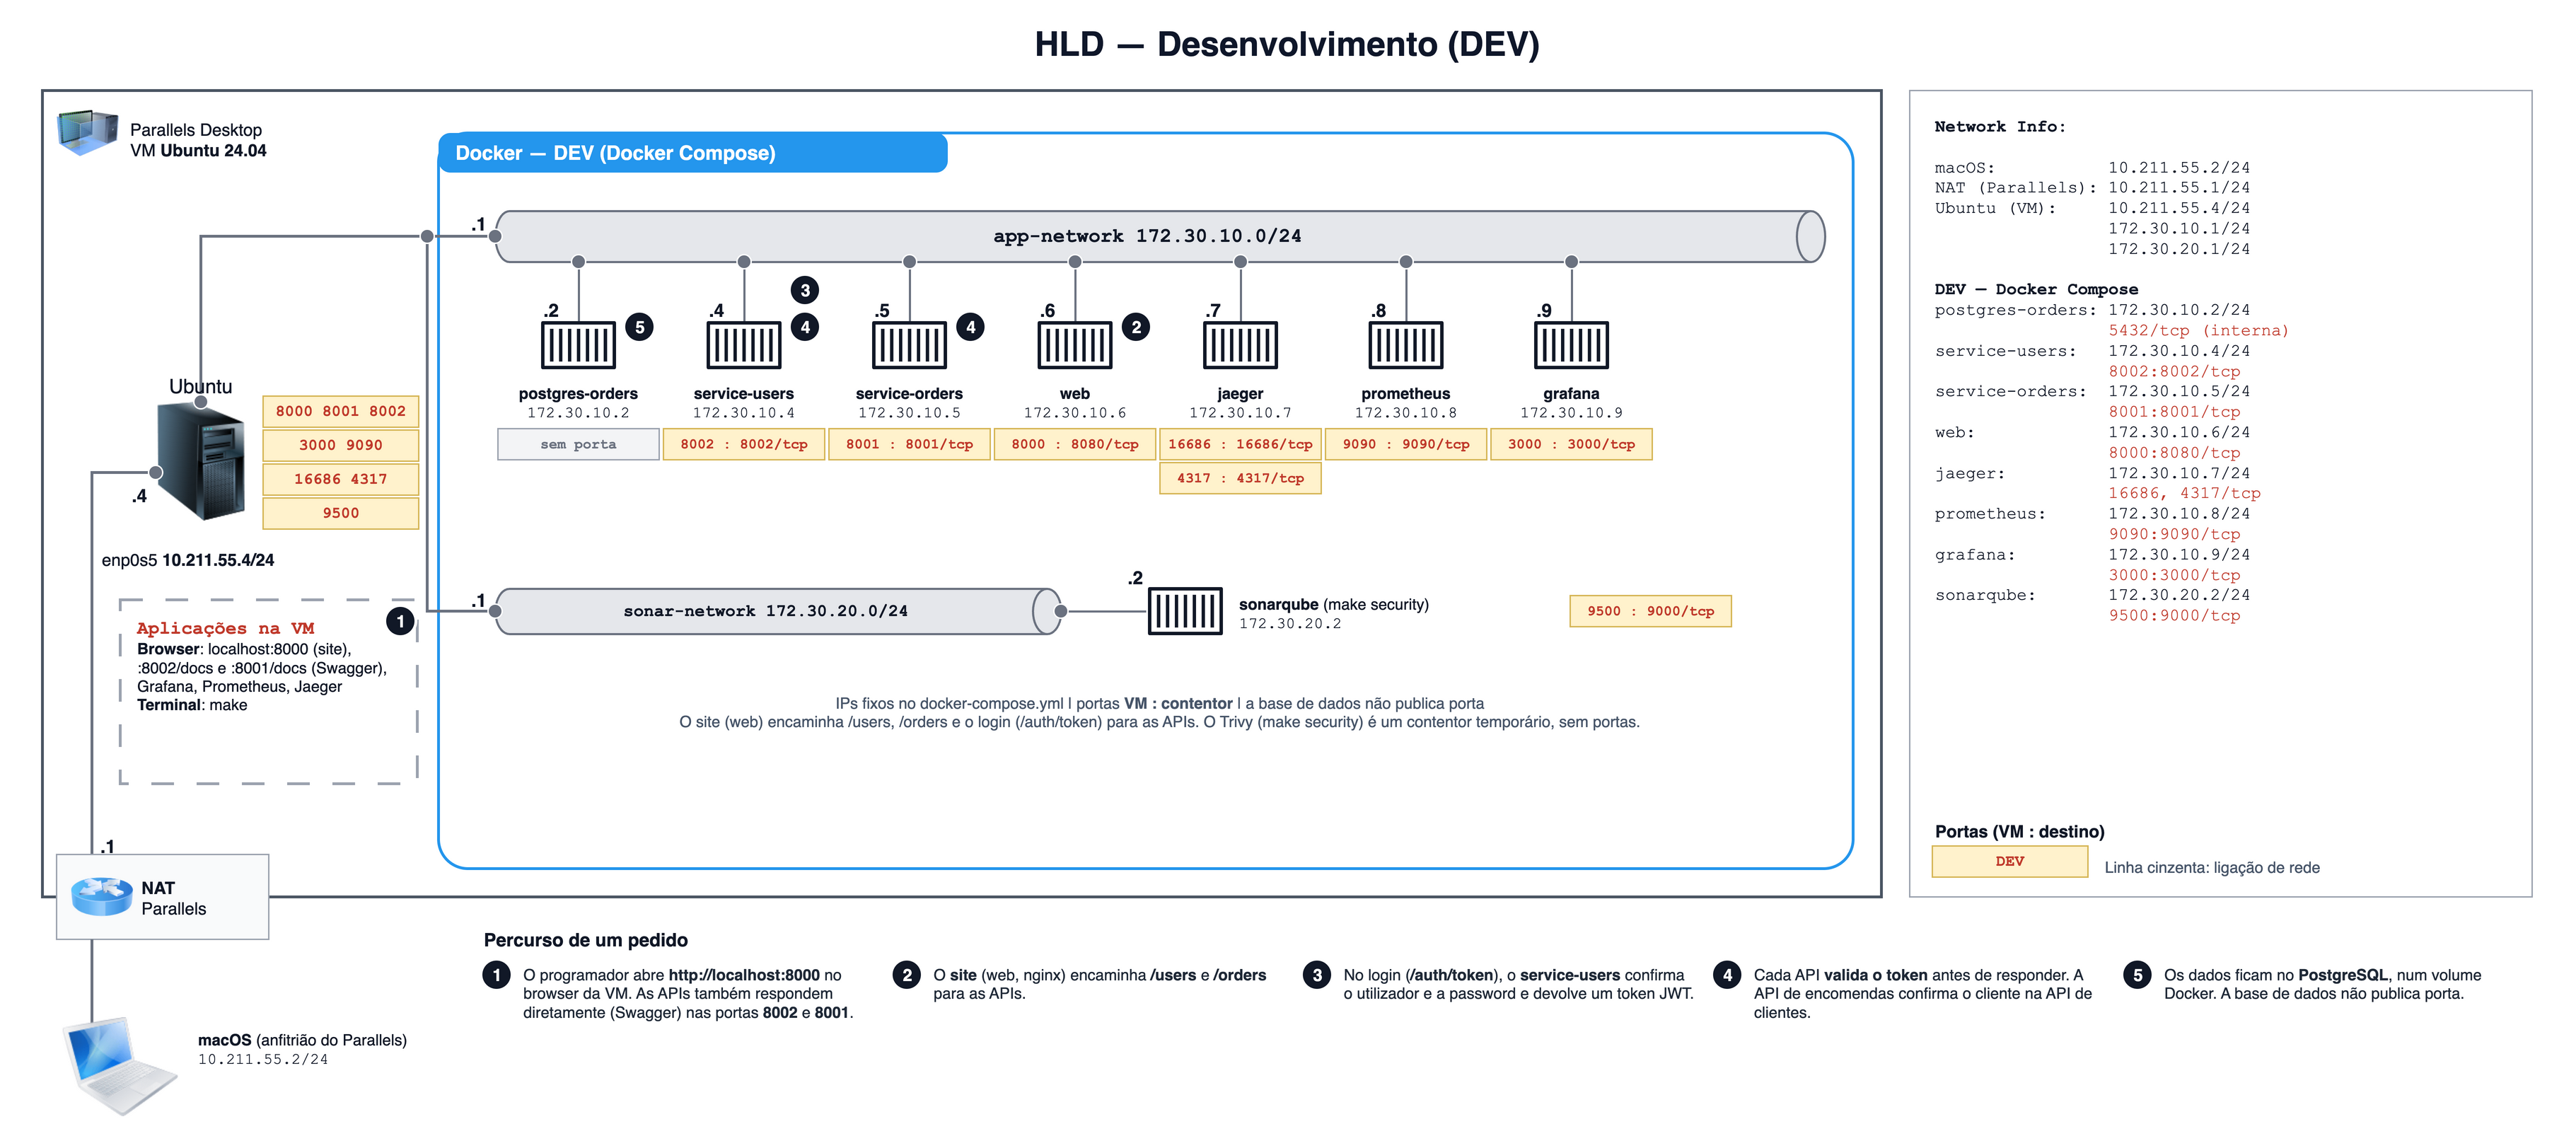 HLD — Desenvolvimento (DEV)
Parallels Desktop
VM Ubuntu 24.04
Docker — DEV (Docker Compose)
.1
app-network 172.30.10.0/24
3
.2
5
.4
4
.5
4
.6
2
.7
.8
.9
postgres-orders
172.30.10.2
sem porta
service-users
172.30.10.4
8002 : 8002/tcp
service-orders
172.30.10.5
8001 : 8001/tcp
web
172.30.10.6
8000 : 8080/tcp
jaeger
172.30.10.7
16686 : 16686/tcp
4317 : 4317/tcp
prometheus
172.30.10.8
9090 : 9090/tcp
grafana
172.30.10.9
3000 : 3000/tcp
Ubuntu
8000 8001 8002
3000 9090
16686 4317
9500
.4
enp0s5 10.211.55.4/24
1
Aplicações na VM
Browser: localhost:8000 (site),
:8002/docs e :8001/docs (Swagger),
Grafana, Prometheus, Jaeger
Terminal: make
.1
sonar-network 172.30.20.0/24
.2
sonarqube (make security)
172.30.20.2
9500 : 9000/tcp
IPs fixos no docker-compose.yml | portas VM : contentor | a base de dados não publica porta
O site (web) encaminha /users, /orders e o login (/auth/token) para as APIs. O Trivy (make security) é um contentor temporário, sem portas.
.1
NAT
Parallels
macOS (anfitrião do Parallels)
10.211.55.2/24
Network Info:
macOS: 10.211.55.2/24
NAT (Parallels): 10.211.55.1/24
Ubuntu (VM): 10.211.55.4/24
172.30.10.1/24
172.30.20.1/24
DEV — Docker Compose
postgres-orders: 172.30.10.2/24
5432/tcp (interna)
service-users: 172.30.10.4/24
8002:8002/tcp
service-orders: 172.30.10.5/24
8001:8001/tcp
web: 172.30.10.6/24
8000:8080/tcp
jaeger: 172.30.10.7/24
16686, 4317/tcp
prometheus: 172.30.10.8/24
9090:9090/tcp
grafana: 172.30.10.9/24
3000:3000/tcp
sonarqube: 172.30.20.2/24
9500:9000/tcp
Portas (VM : destino)
DEV
Linha cinzenta: ligação de rede
Percurso de um pedido
1
O programador abre http://localhost:8000 no
browser da VM. As APIs também respondem
diretamente (Swagger) nas portas 8002 e 8001.
2
O site (web, nginx) encaminha /users e /orders
para as APIs.
3
No login (/auth/token), o service-users confirma
o utilizador e a password e devolve um token JWT.
4
Cada API valida o token antes de responder. A
API de encomendas confirma o cliente na API de
clientes.
5
Os dados ficam no PostgreSQL, num volume
Docker. A base de dados não publica porta.